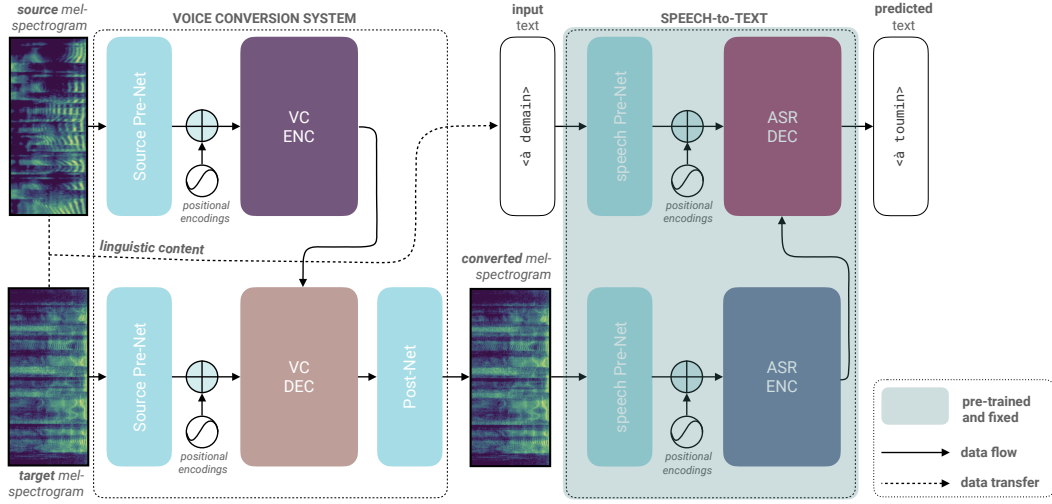 source mel-
spectrogram
VOICE CONVERSION SYSTEM
input
text
SPEECH-to-TEXT
predicted
text
Source Pre-Net
positional
encodings
VC
ENC
<à demain>
speech Pre-Net
positional
encodings
ASR
DEC
<à toumin>
linguistic content
converted mel-
spectrogram
Source Pre-Net
positional
encodings
VC
DEC
Post-Net
speech Pre-Net
positional
encodings
ASR
ENC
target mel-
spectrogram
pre-trained
and fixed
data flow
data transfer